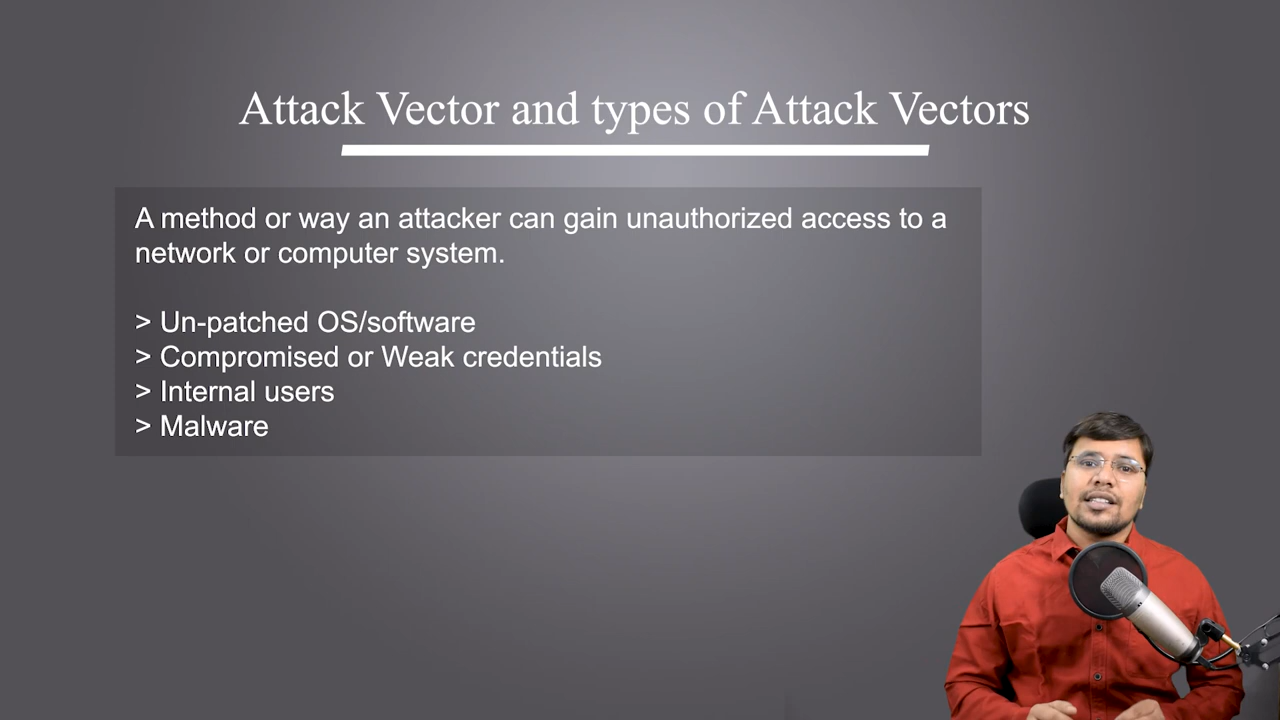 Attack Vector and types of Attack Vectors
A method or way an attacker can gain unauthorized access to a
network or computer system.
> Un-patched OS/software
> Compromised or Weak credentials
> Internal users
> Malware